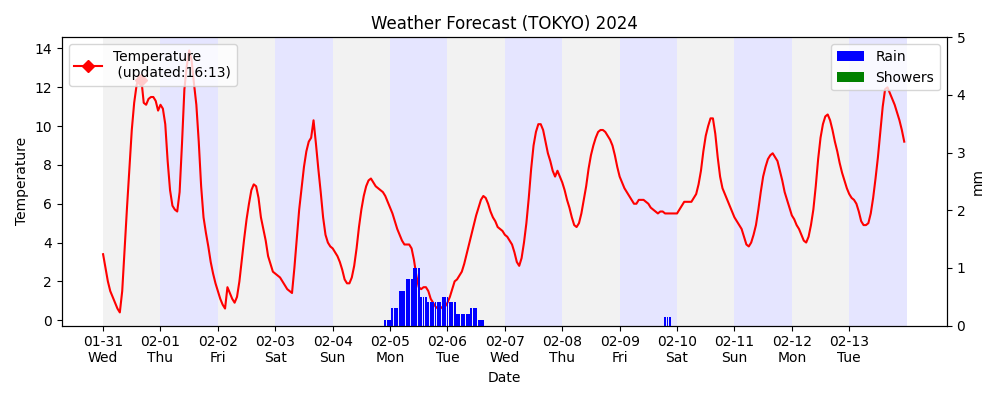 Weather Forecast (TOKYO) 2024
Temperature
(updated:16:13)
Rain
Showers
14
12
10
8
6
4
2
0
Temperature
5
4
3
2
1
0
mm
01-31 02-01 02-02 02-03 02-04 02-05 02-06 02-07 02-08 02-09 02-10 02-11 02-12 02-13
Wed Thu Fri Sat Sun Mon Tue Wed Thu Fri Sat Sun Mon Tue
Date